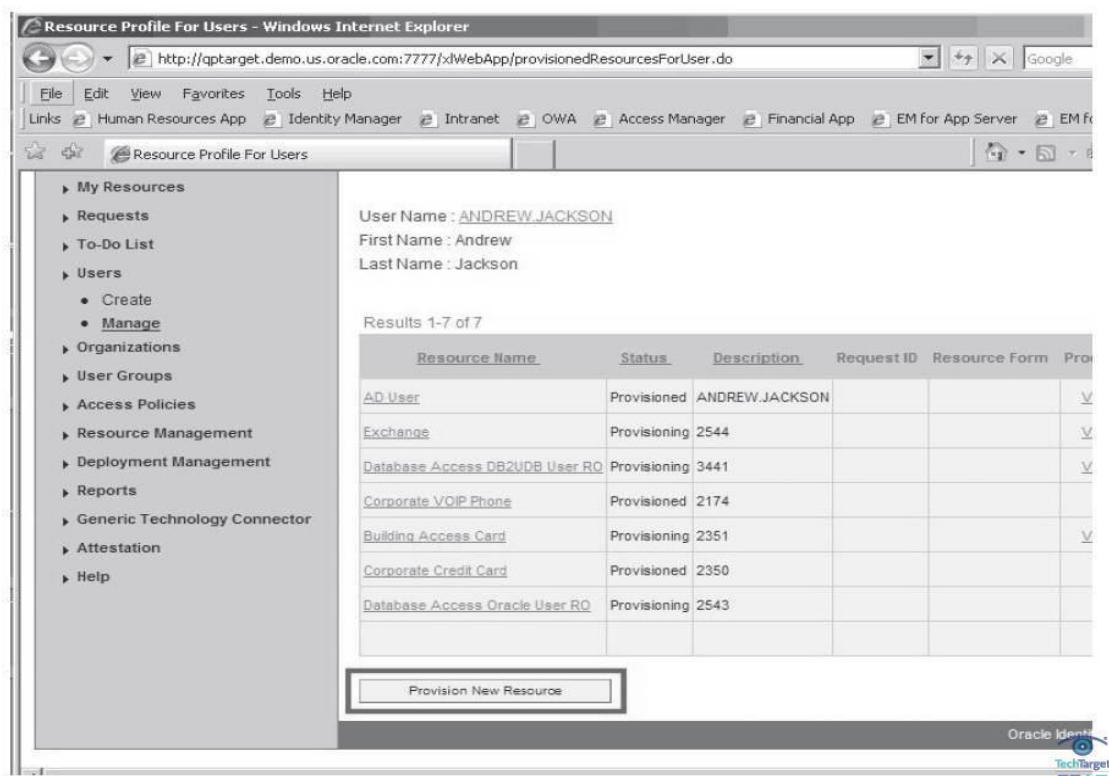 Resource Profile For Users - Windows Internet Explorer
http://qptarget.demo.us.oracle.com:7777/xlWebApp/provisionedResourcesForUser.do
Google
File Edit View Favorites Tools Help
Links Human Resources App Identity Manager Intranet OWA Access Manager Financial App EM for App Server
Resource Profile For Users
My Resources
Requests
To-Do List
Users
Create
Manage
Organizations
User Groups
Access Policies
Resource Management
Deployment Management
Reports
Generic Technology Connector
Attestation
Help
User Name : ANDREW.JACKSON
First Name : Andrew
Last Name : Jackson
Results 1-7 of 7
Resource Name Status Description Request ID Resource Form
AD User Provisioned ANDREW.JACKSON
Exchange Provisioning 2544
Database Access DB2UDB User RO Provisioning 3441
Corporate VOIP Phone Provisioned 2174
Building Access Card Provisioning 2351
Corporate Credit Card Provisioned 2350
Database Access Oracle User RO Provisioning 2543
Provision New Resource
Oracle
TechTarget